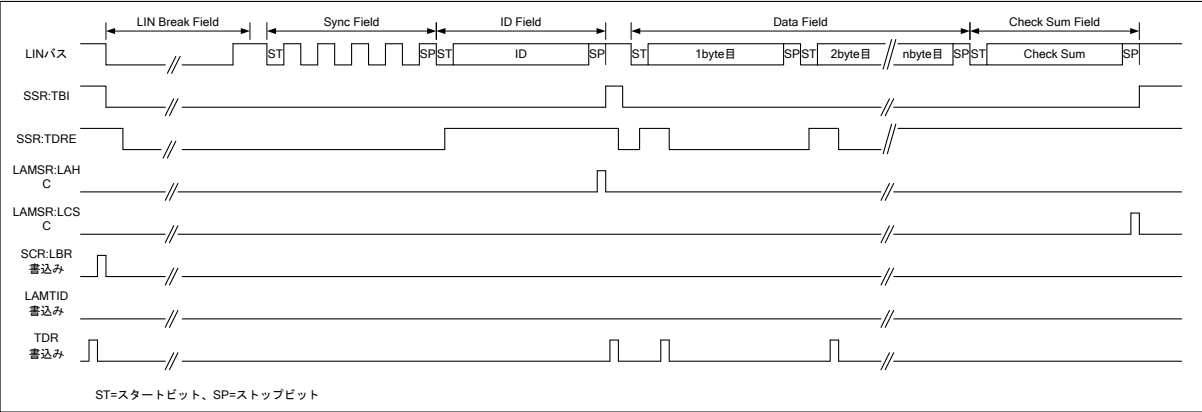 LIN Break Field Sync Field ID Field Data Field Check Sum Field
LINバス ST SP ST ID SP ST 1byte目 SP ST 2byte目 nbyte目 SP ST Check Sum SP
SSR:TBI
SSR:TDRE
LAMSR:LAH
C
LAMSR:LCS
C
SCR:LBR
書込み
LAMTID
書込み
TDR
書込み
ST=スタートビット、SP=ストップビット